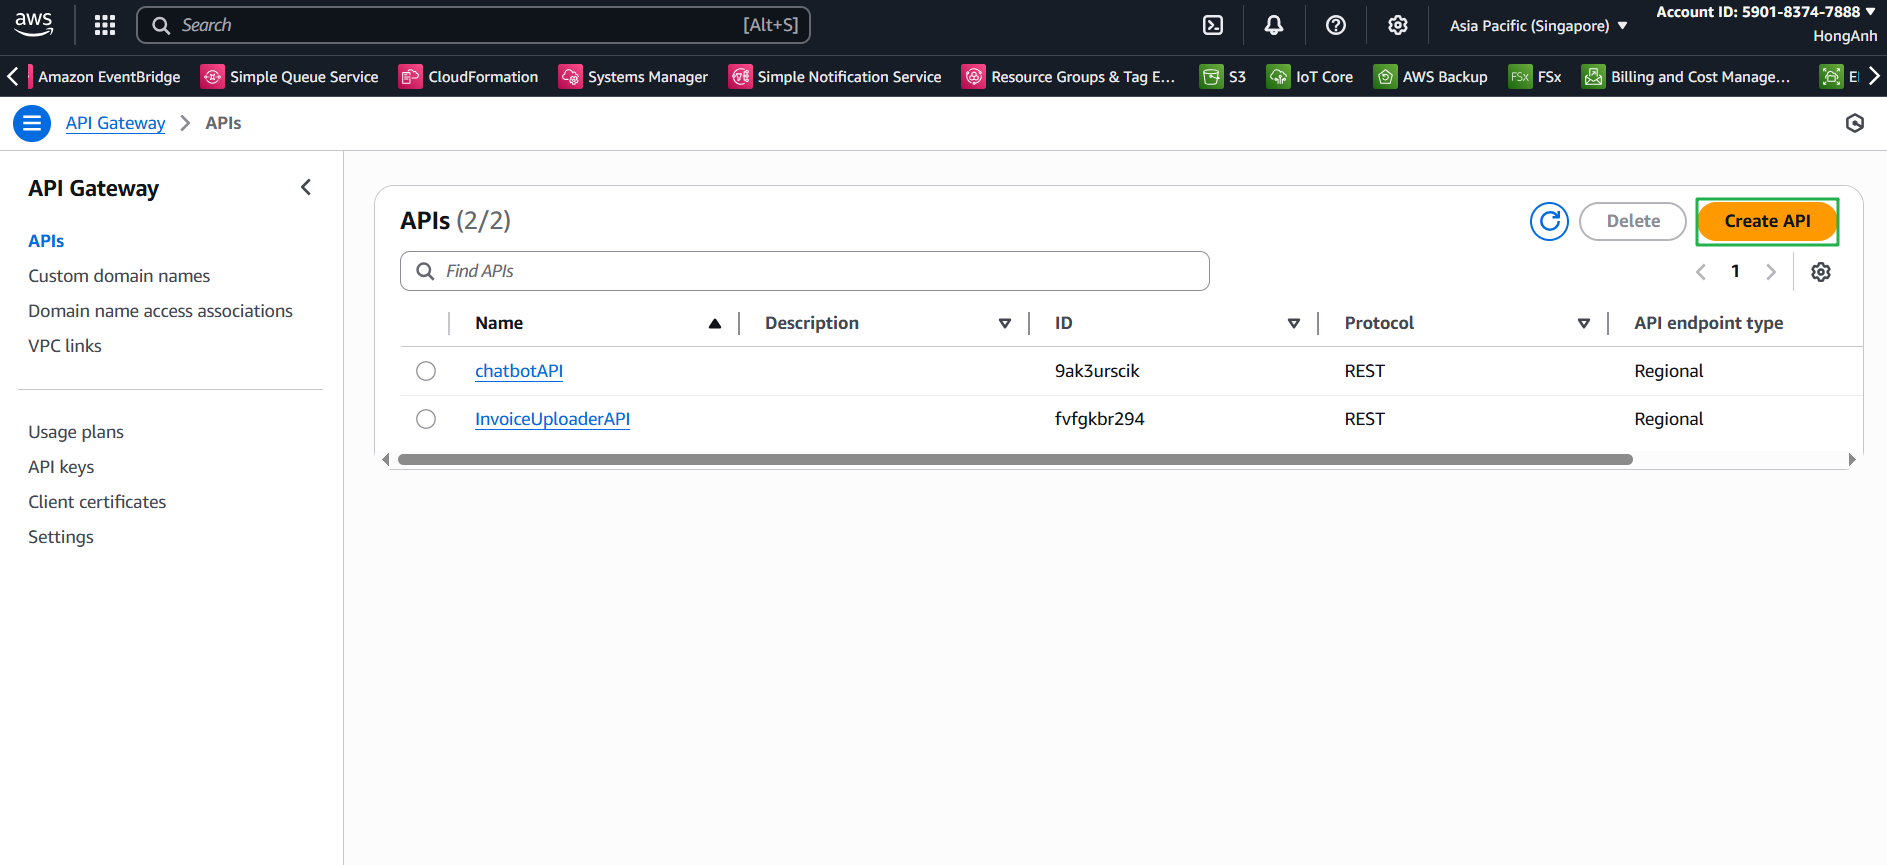 aws
Search [Alt+S]
Asia Pacific (Singapore)
Account ID: 5901-8374-7888
HongAnh
Amazon EventBridge Simple Queue Service CloudFormation Systems Manager Simple Notification Service Resource Groups & Tag E... S3 IoT Core AWS Backup FSx FSx Billing and Cost Manage...
API Gateway > APIs
API Gateway
APIs
Custom domain names
Domain name access associations
VPC links
Usage plans
API keys
Client certificates
Settings
APIs (2/2)
Delete
Create API
Find APIs
1
Name Description ID Protocol API endpoint type
chatbotAPI 9ak3urscik REST Regional
InvoiceUploaderAPI fvfgkbr294 REST Regional